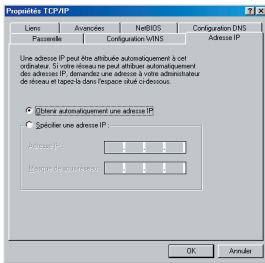 Propriétés TCP/IP
Liens Avancées NetBIOS Configuration DNS
Passerelle Configuration WINS Adresse IP
Une adresse IP peut être attribuée automatiquement à cet
ordinateur. Si votre réseau ne peut attribuer automatiquement
des adresses IP, demandez une adresse à votre administrateur
de réseau et tapez-la dans l'espace situé ci-dessous.
Obtenir automatiquement une adresse IP
Spécifier une adresse IP :
Adresse IP :
Masque de sous-réseau :
OK Annuler